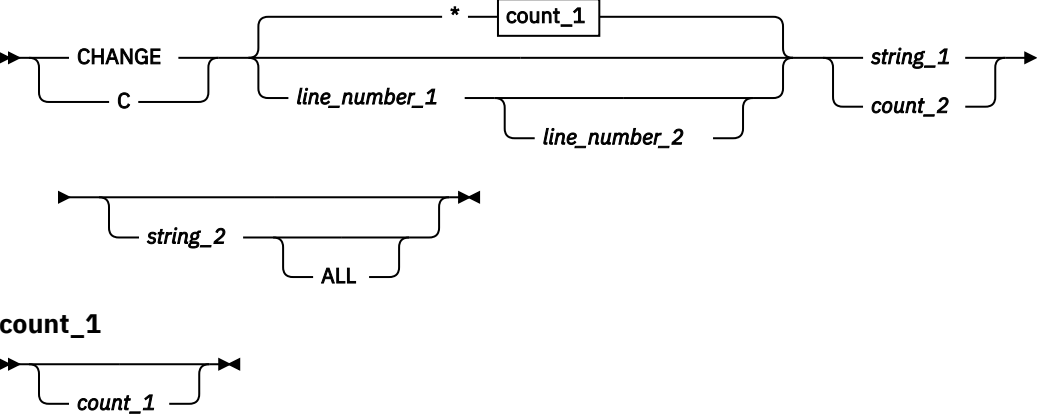 * count_1
CHANGE string_1
C line_number_1 count_2
line_number_2
string_2
ALL
count_1
count_1